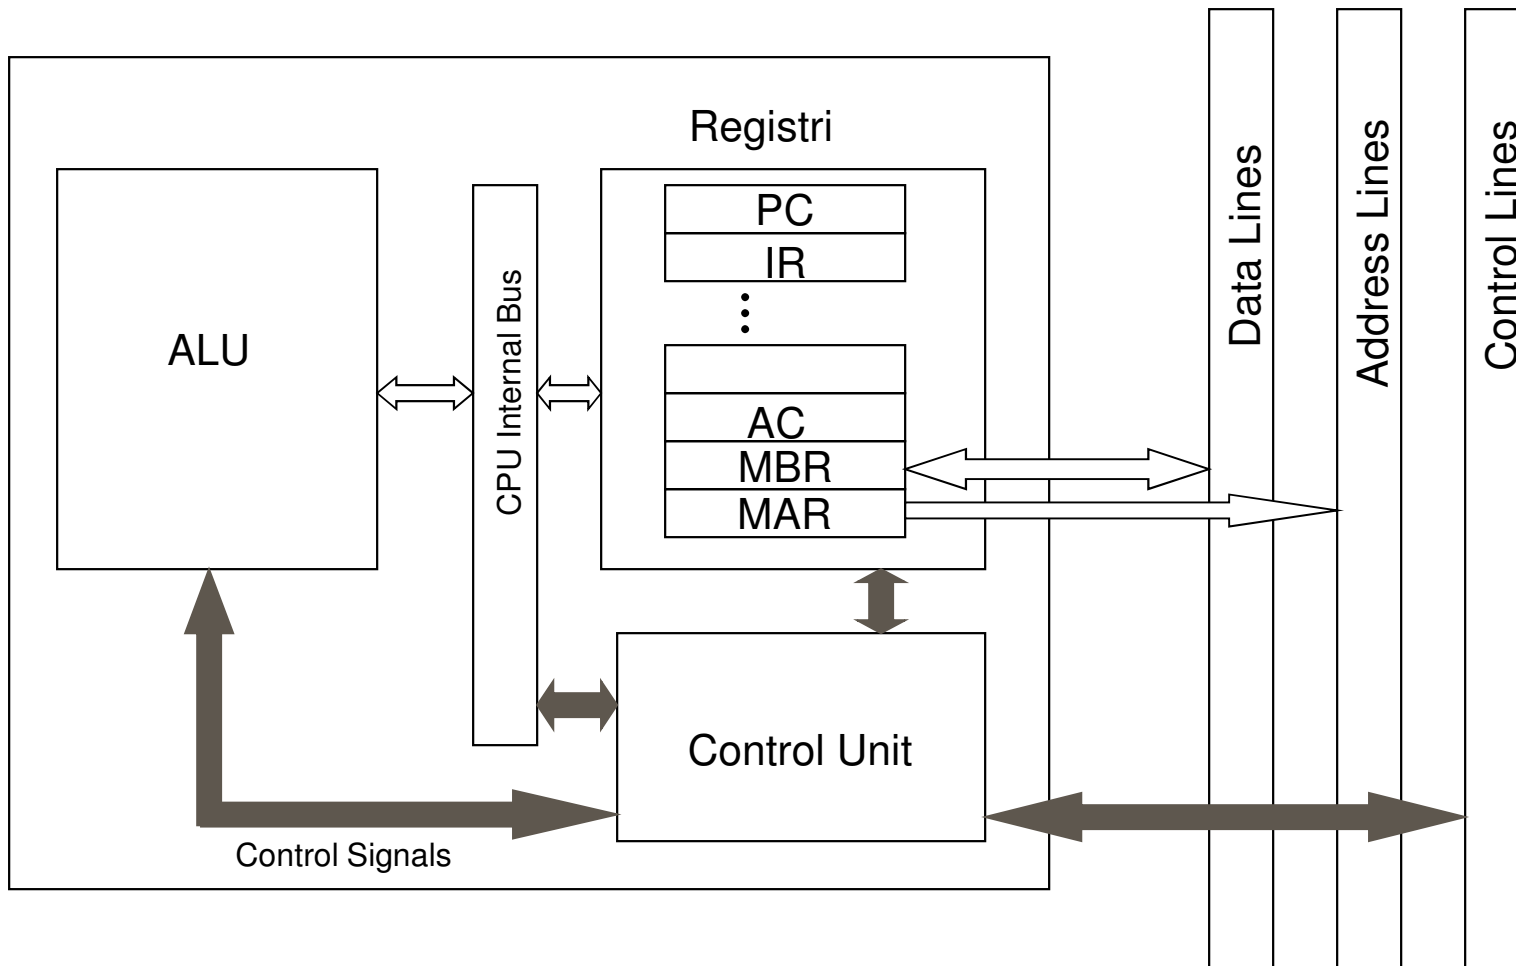 Registri
PC
IR
ALU
CPU Internal Bus
AC
MBR
MAR
Data Lines
Address Lines
Control Lines
Control Unit
Control Signals